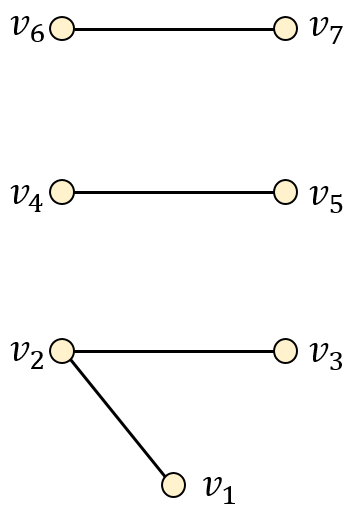 v₆ v₇
v₄ v₅
v₂ v₃
v₁